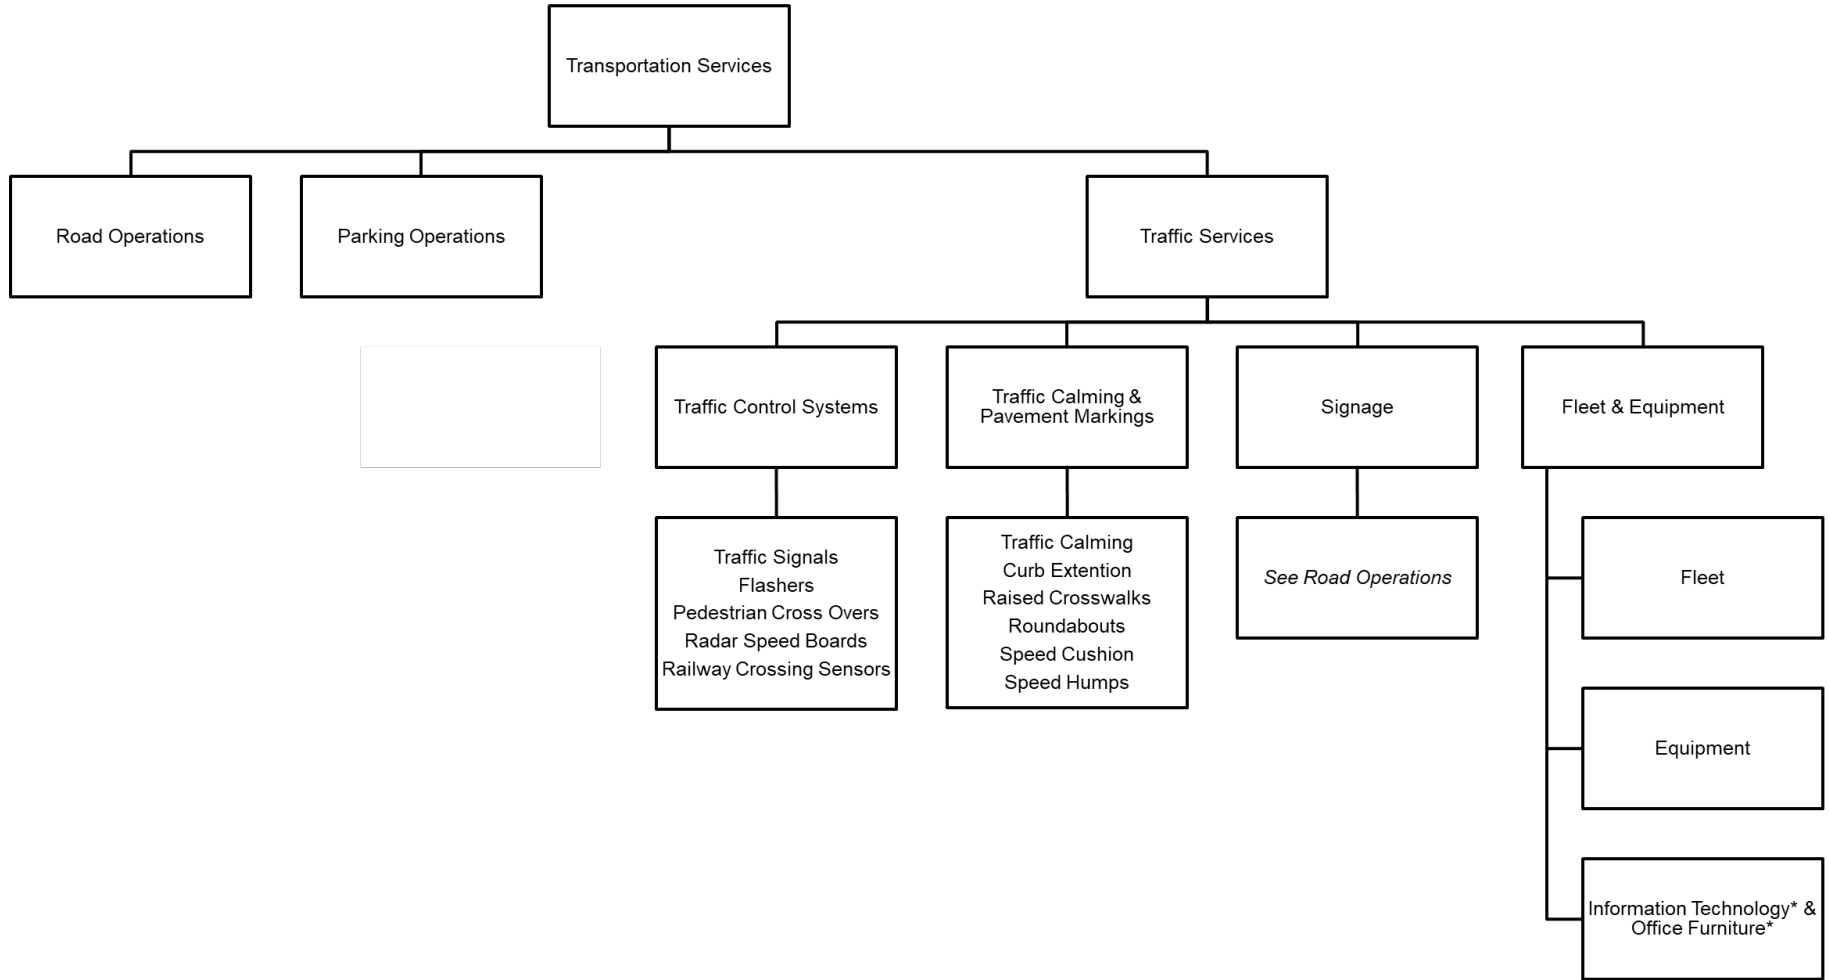 Transportation Services
Road Operations
Parking Operations
Traffic Services
Traffic Control Systems
Traffic Calming &
Pavement Markings
Signage
Fleet & Equipment
Traffic Signals
Flashers
Pedestrian Cross Overs
Radar Speed Boards
Railway Crossing Sensors
Traffic Calming
Curb Extention
Raised Crosswalks
Roundabouts
Speed Cushion
Speed Humps
See Road Operations
Fleet
Equipment
Information Technology* &
Office Furniture*